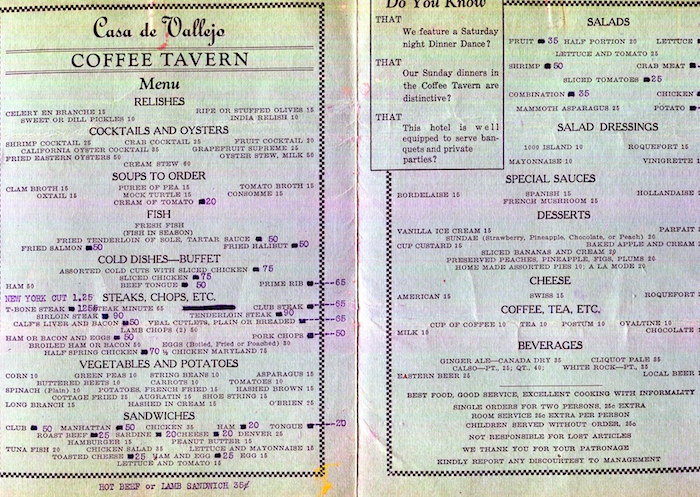 Casa de Vallejo
COFFEE TAVERN
Menu
RELISHES
CELERY EN BRANCHE 15 RIPE OR STUFFED OLIVES 15
SWEET OR DILL PICKLES 10 INDIA RELISH 10
COCKTAILS AND OYSTERS
SHRIMP COCKTAIL 25 CRAB COCKTAIL 25 FRUIT COCKTAIL 20
CALIFORNIA OYSTER COCKTAIL 35 GRAPEFRUIT SUPREME 25
FRIED EASTERN OYSTERS 50 OYSTER STEW, MILK 50
CREAM STEW 60
SOUPS TO ORDER
CLAM BROTH 15 PUREE OF PEA 15 TOMATO BROTH 15
OXTAIL 15 MOCK TURTLE 15 CONSOMME 15
CREAM OF TOMATO 20
FISH
FRESH FISH
(FISH IN SEASON)
FRIED TENDERLOIN OF SOLE, TARTAR SAUCE 50
FRIED SALMON 50 FRIED HALIBUT 50
COLD DISHES—BUFFET
ASSORTED COLD CUTS WITH SLICED CHICKEN 75
SLICED CHICKEN 75
HAM 50 BEEF TONGUE 50 PRIME RIB 65
NEW YORK CUT 1.25 STEAKS, CHOPS, ETC.
T-BONE STEAK 1.25 STEAK MINUTE 65 CLUB STEAK 65
SIRLOIN STEAK 90 TENDERLOIN STEAK 90
CALF'S LIVER AND BACON 50 VEAL CUTLETS, PLAIN OR BREADED 65
LAMB CHOPS (2) 50
HAM OR BACON AND EGGS 50 PORK CHOPS 50
BROILED HAM OR BACON 50 EGGS (Boiled, Fried or Poached) 30
HALF SPRING CHICKEN 70 ½ CHICKEN MARYLAND 75
VEGETABLES AND POTATOES
CORN 10 GREEN PEAS 10 STRING BEANS 10 ASPARAGUS 15
BUTTERED BEETS 10 CARROTS 10 TOMATOES 10
SPINACH (Plain) 10 POTATOES, FRENCH FRIED 15 HASHED BROWN 15
COTTAGE FRIED 25 AUGRATIN 15 SHOE STRING 10
LONG BRANCH 15 HASHED IN CREAM 15 O'BRIEN 25
SANDWICHES
CLUB 50 MANHATTAN 50 CHICKEN 35 HAM 20 TONGUE 20
ROAST BEEF 25 SARDINE 20 CHEESE 20 DENVER 25
HAMBURGER 15 PEANUT BUTTER 15
TUNA FISH 20 CHICKEN SALAD 35 LETTUCE AND MAYONNAISE 10
TOASTED CHEESE 25 HAM AND EGG 25 EGG 15
LETTUCE AND TOMATO 15
HOT BEEF or LAMB SANDWICH 35¢
Do You Know
THAT
We feature a Saturday
night Dinner Dance?
THAT
Our Sunday dinners in
the Coffee Tavern are
distinctive?
THAT
This hotel is well
equipped to serve ban-
quets and private
parties?
SALADS
FRUIT 35 HALF PORTION 20 LETTUCE
LETTUCE AND TOMATO 25
SHRIMP 50 CRAB MEAT
SLICED TOMATOES 25
COMBINATION 35 CHICKEN
MAMMOTH ASPARAGUS 25 POTATO
SALAD DRESSINGS
1000 ISLAND 10 ROQUEFORT 15
MAYONNAISE 10 VINIGRETTE
SPECIAL SAUCES
BORDELAISE 15 SPANISH 15 HOLLANDAISE
FRENCH MUSHROOM 25
DESSERTS
VANILLA ICE CREAM 15 PARFAIT
SUNDAE (Strawberry, Pineapple, Chocolate, or Peach) 20
CUP CUSTARD 15 BAKED APPLE AND CREAM
SLICED BANANAS AND CREAM 20
PRESERVED PEACHES, PINEAPPLE, FIGS, PLUMS 20
HOME MADE ASSORTED PIES 10; A LA MODE 20
CHEESE
AMERICAN 15 SWISS 15 ROQUEFORT
COFFEE, TEA, ETC.
CUP OF COFFEE 10 TEA 10 POSTUM 10 OVALTINE 10
MILK 10 CHOCOLATE
BEVERAGES
GINGER ALE—CANADA DRY 35 CLIQUOT PALE 35
CALSO—PT. 25; QT. 40; WHITE ROCK—PT. 35
EASTERN BEER 35 LOCAL BEER
BEST FOOD, GOOD SERVICE, EXCELLENT COOKING WITH INFORMALITY
SINGLE ORDERS FOR TWO PERSONS, 25c EXTRA
ROOM SERVICE 25c EXTRA PER PERSON
CHILDREN SERVED WITHOUT ORDER, 25c
NOT RESPONSIBLE FOR LOST ARTICLES
WE THANK YOU FOR YOUR PATRONAGE
KINDLY REPORT ANY DISCOURTESY TO MANAGEMENT